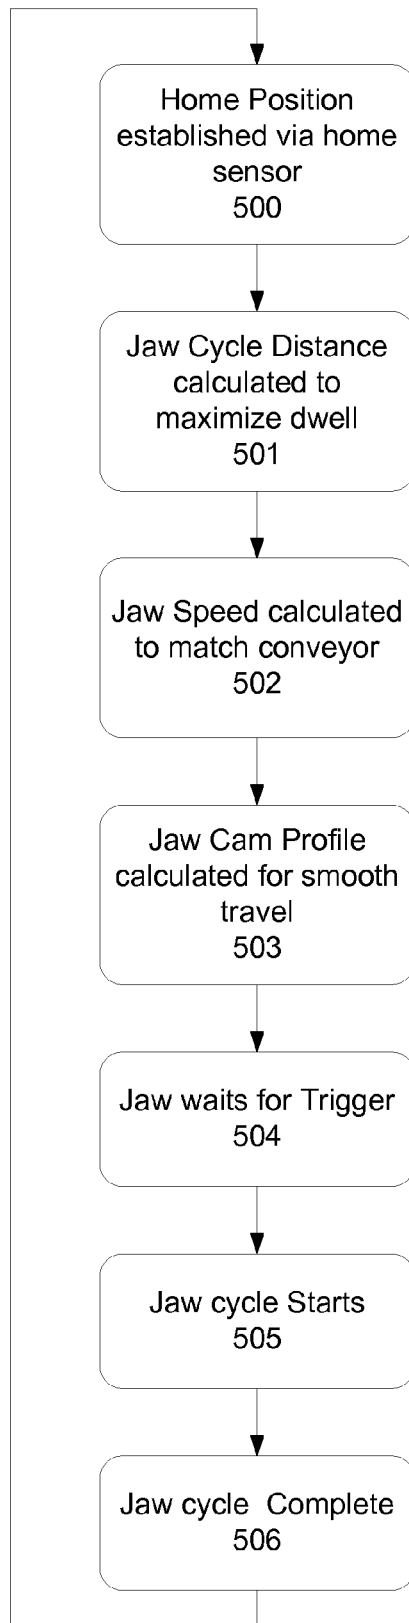 Home Position
established via home
sensor
500
Jaw Cycle Distance
calculated to
maximize dwell
501
Jaw Speed calculated
to match conveyor
502
Jaw Cam Profile
calculated for smooth
travel
503
Jaw waits for Trigger
504
Jaw cycle Starts
505
Jaw cycle Complete
506